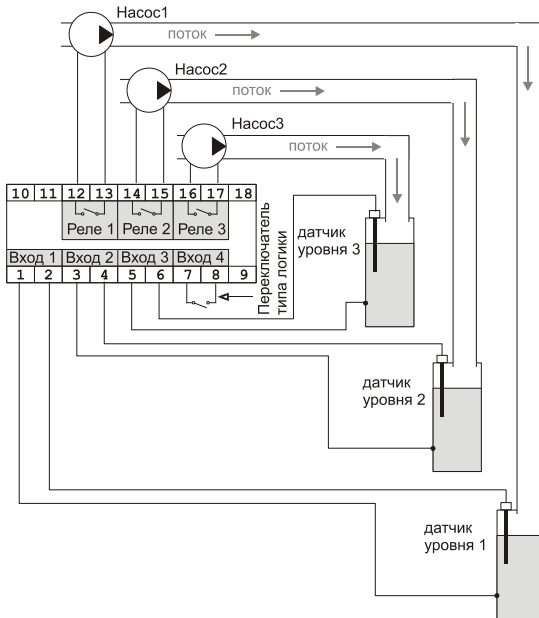 Насос1
поток
Насос2
поток
Насос3
поток
10 11 12 13 14 15 16 17 18
Реле 1 Реле 2 Реле 3
Вход 1 Вход 2 Вход 3 Вход 4
1 2 3 4 5 6 7 8 9
Переключатель
типа логики
датчик
уровня 3
датчик
уровня 2
датчик
уровня 1